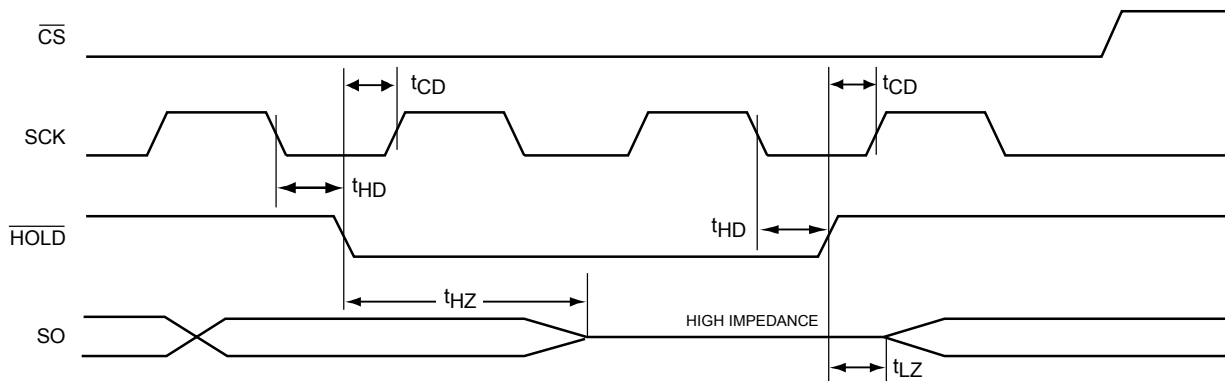 CS
tCD
tCD
SCK
tHD
HOLD
tHD
tHZ
HIGH IMPEDANCE
SO
tLZ